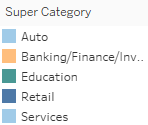 Super Category
Auto
Banking/Finance/Inv..
Education
Retail
Services